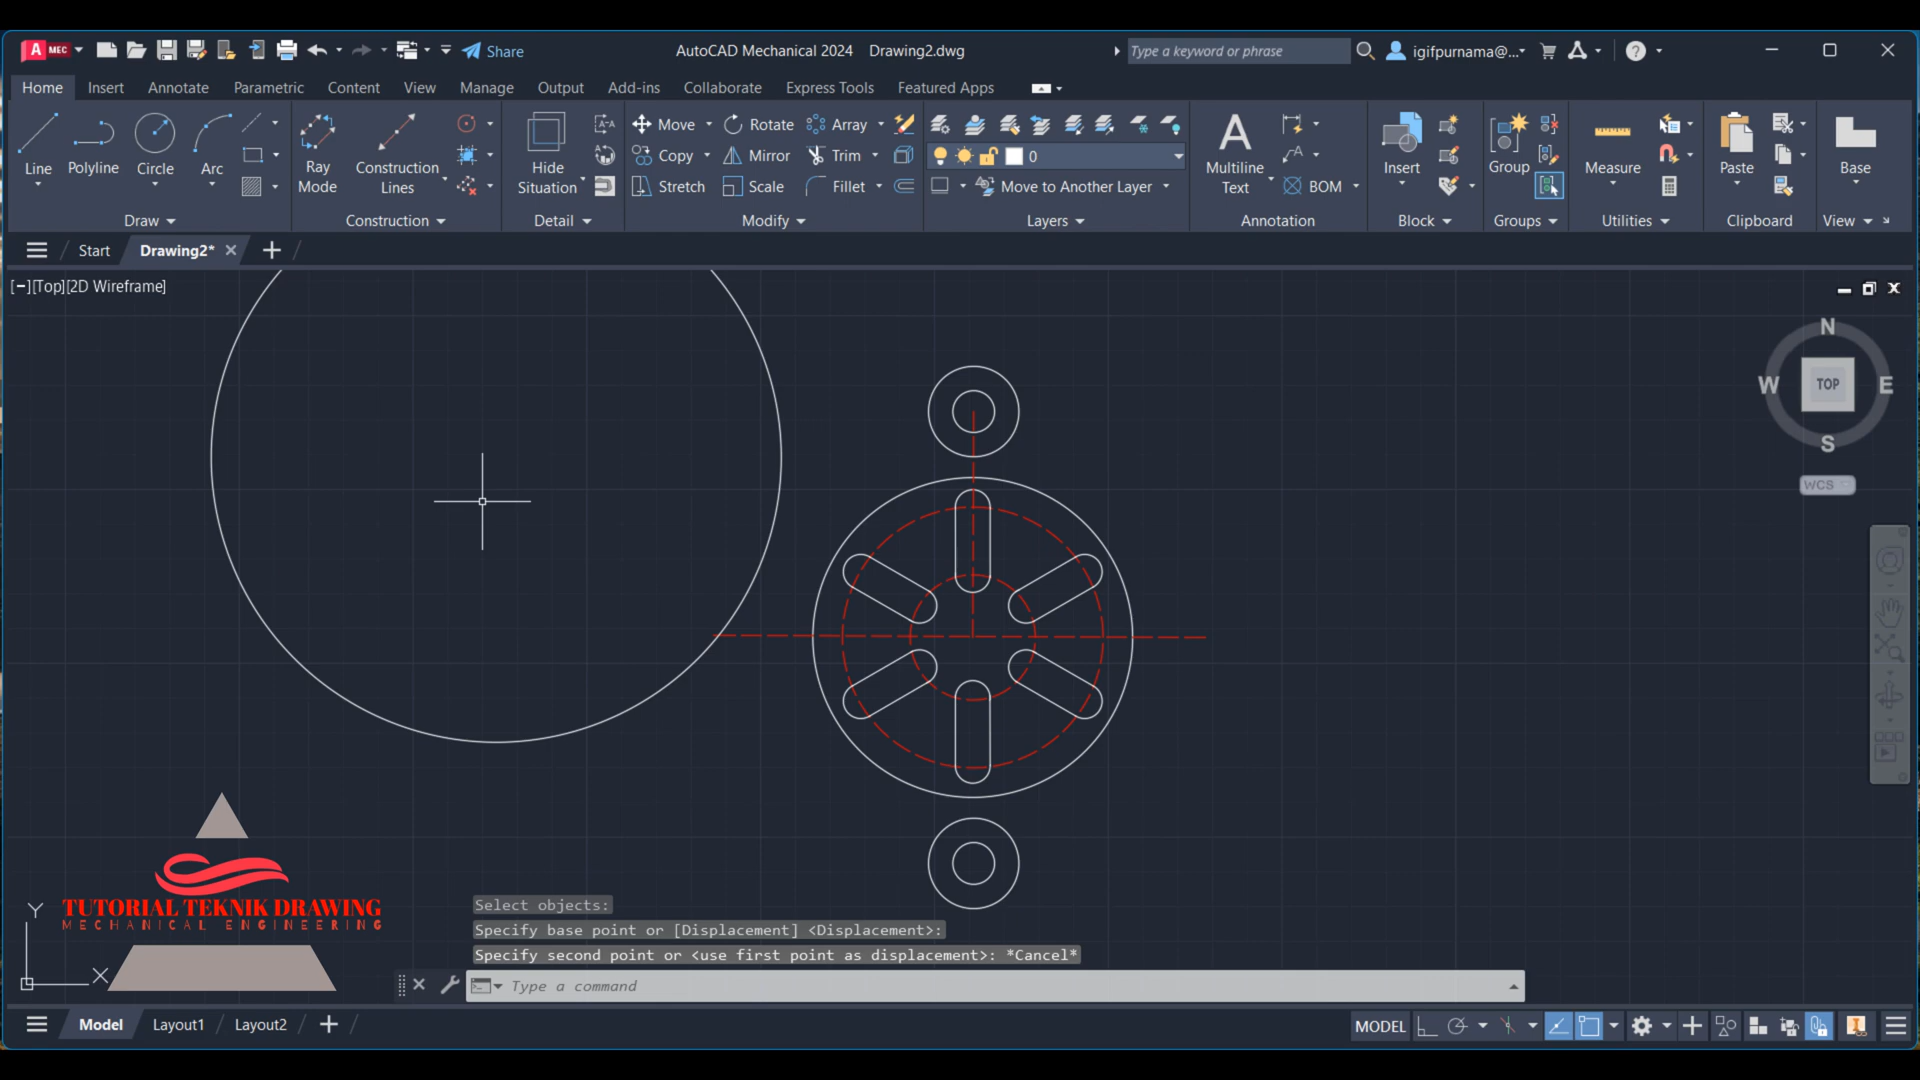 A MEC Share AutoCAD Mechanical 2024 Drawing2.dwg Type a keyword or phrase igifpurnama@... ?
Home Insert Annotate Parametric Content View Manage Output Add-ins Collaborate Express Tools Featured Apps
Line Polyline Circle Arc
Draw
Ray Mode
Construction Lines
Construction
Hide Situation
Detail
Move Rotate Array
Copy Mirror Trim
Stretch Scale Fillet
Modify
0
Move to Another Layer
Layers
A
Multiline Text
BOM
Annotation
Insert
Block
Group
Groups
Measure
Utilities
Paste
Clipboard
Base
View
Start Drawing2*
[−][Top][2D Wireframe]
N
W TOP E
S
WCS
Y
X
TUTORIAL TEKNIK DRAWING
MECHANICAL ENGINEERING
Select objects:
Specify base point or [Displacement] <Displacement>:
Specify second point or <use first point as displacement>: *Cancel*
Type a command
Model Layout1 Layout2
MODEL